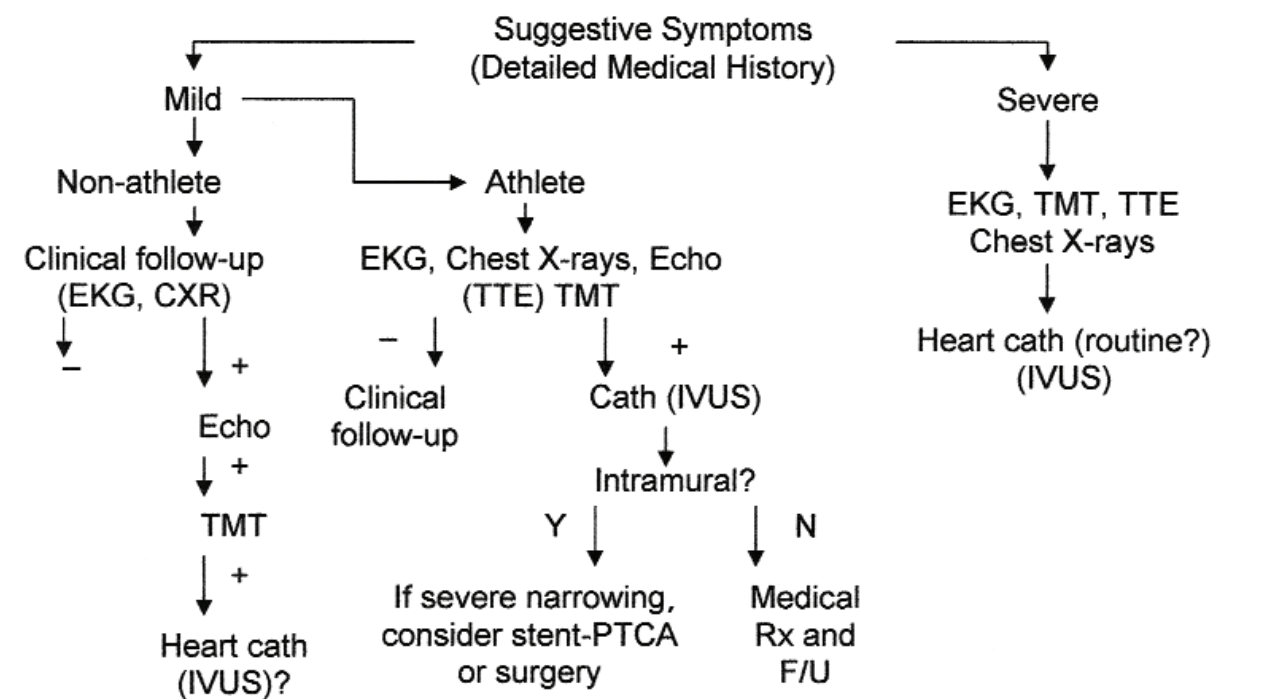 Suggestive Symptoms
(Detailed Medical History)
Mild
Severe
Non-athlete
Athlete
EKG, TMT, TTE
Chest X-rays
Clinical follow-up
(EKG, CXR)
EKG, Chest X-rays, Echo
(TTE) TMT
Heart cath (routine?)
(IVUS)
–
+
–
+
Echo
Clinical
follow-up
Cath (IVUS)
+
TMT
Intramural?
Y
N
+
If severe narrowing,
consider stent-PTCA
or surgery
Medical
Rx and
F/U
Heart cath
(IVUS)?